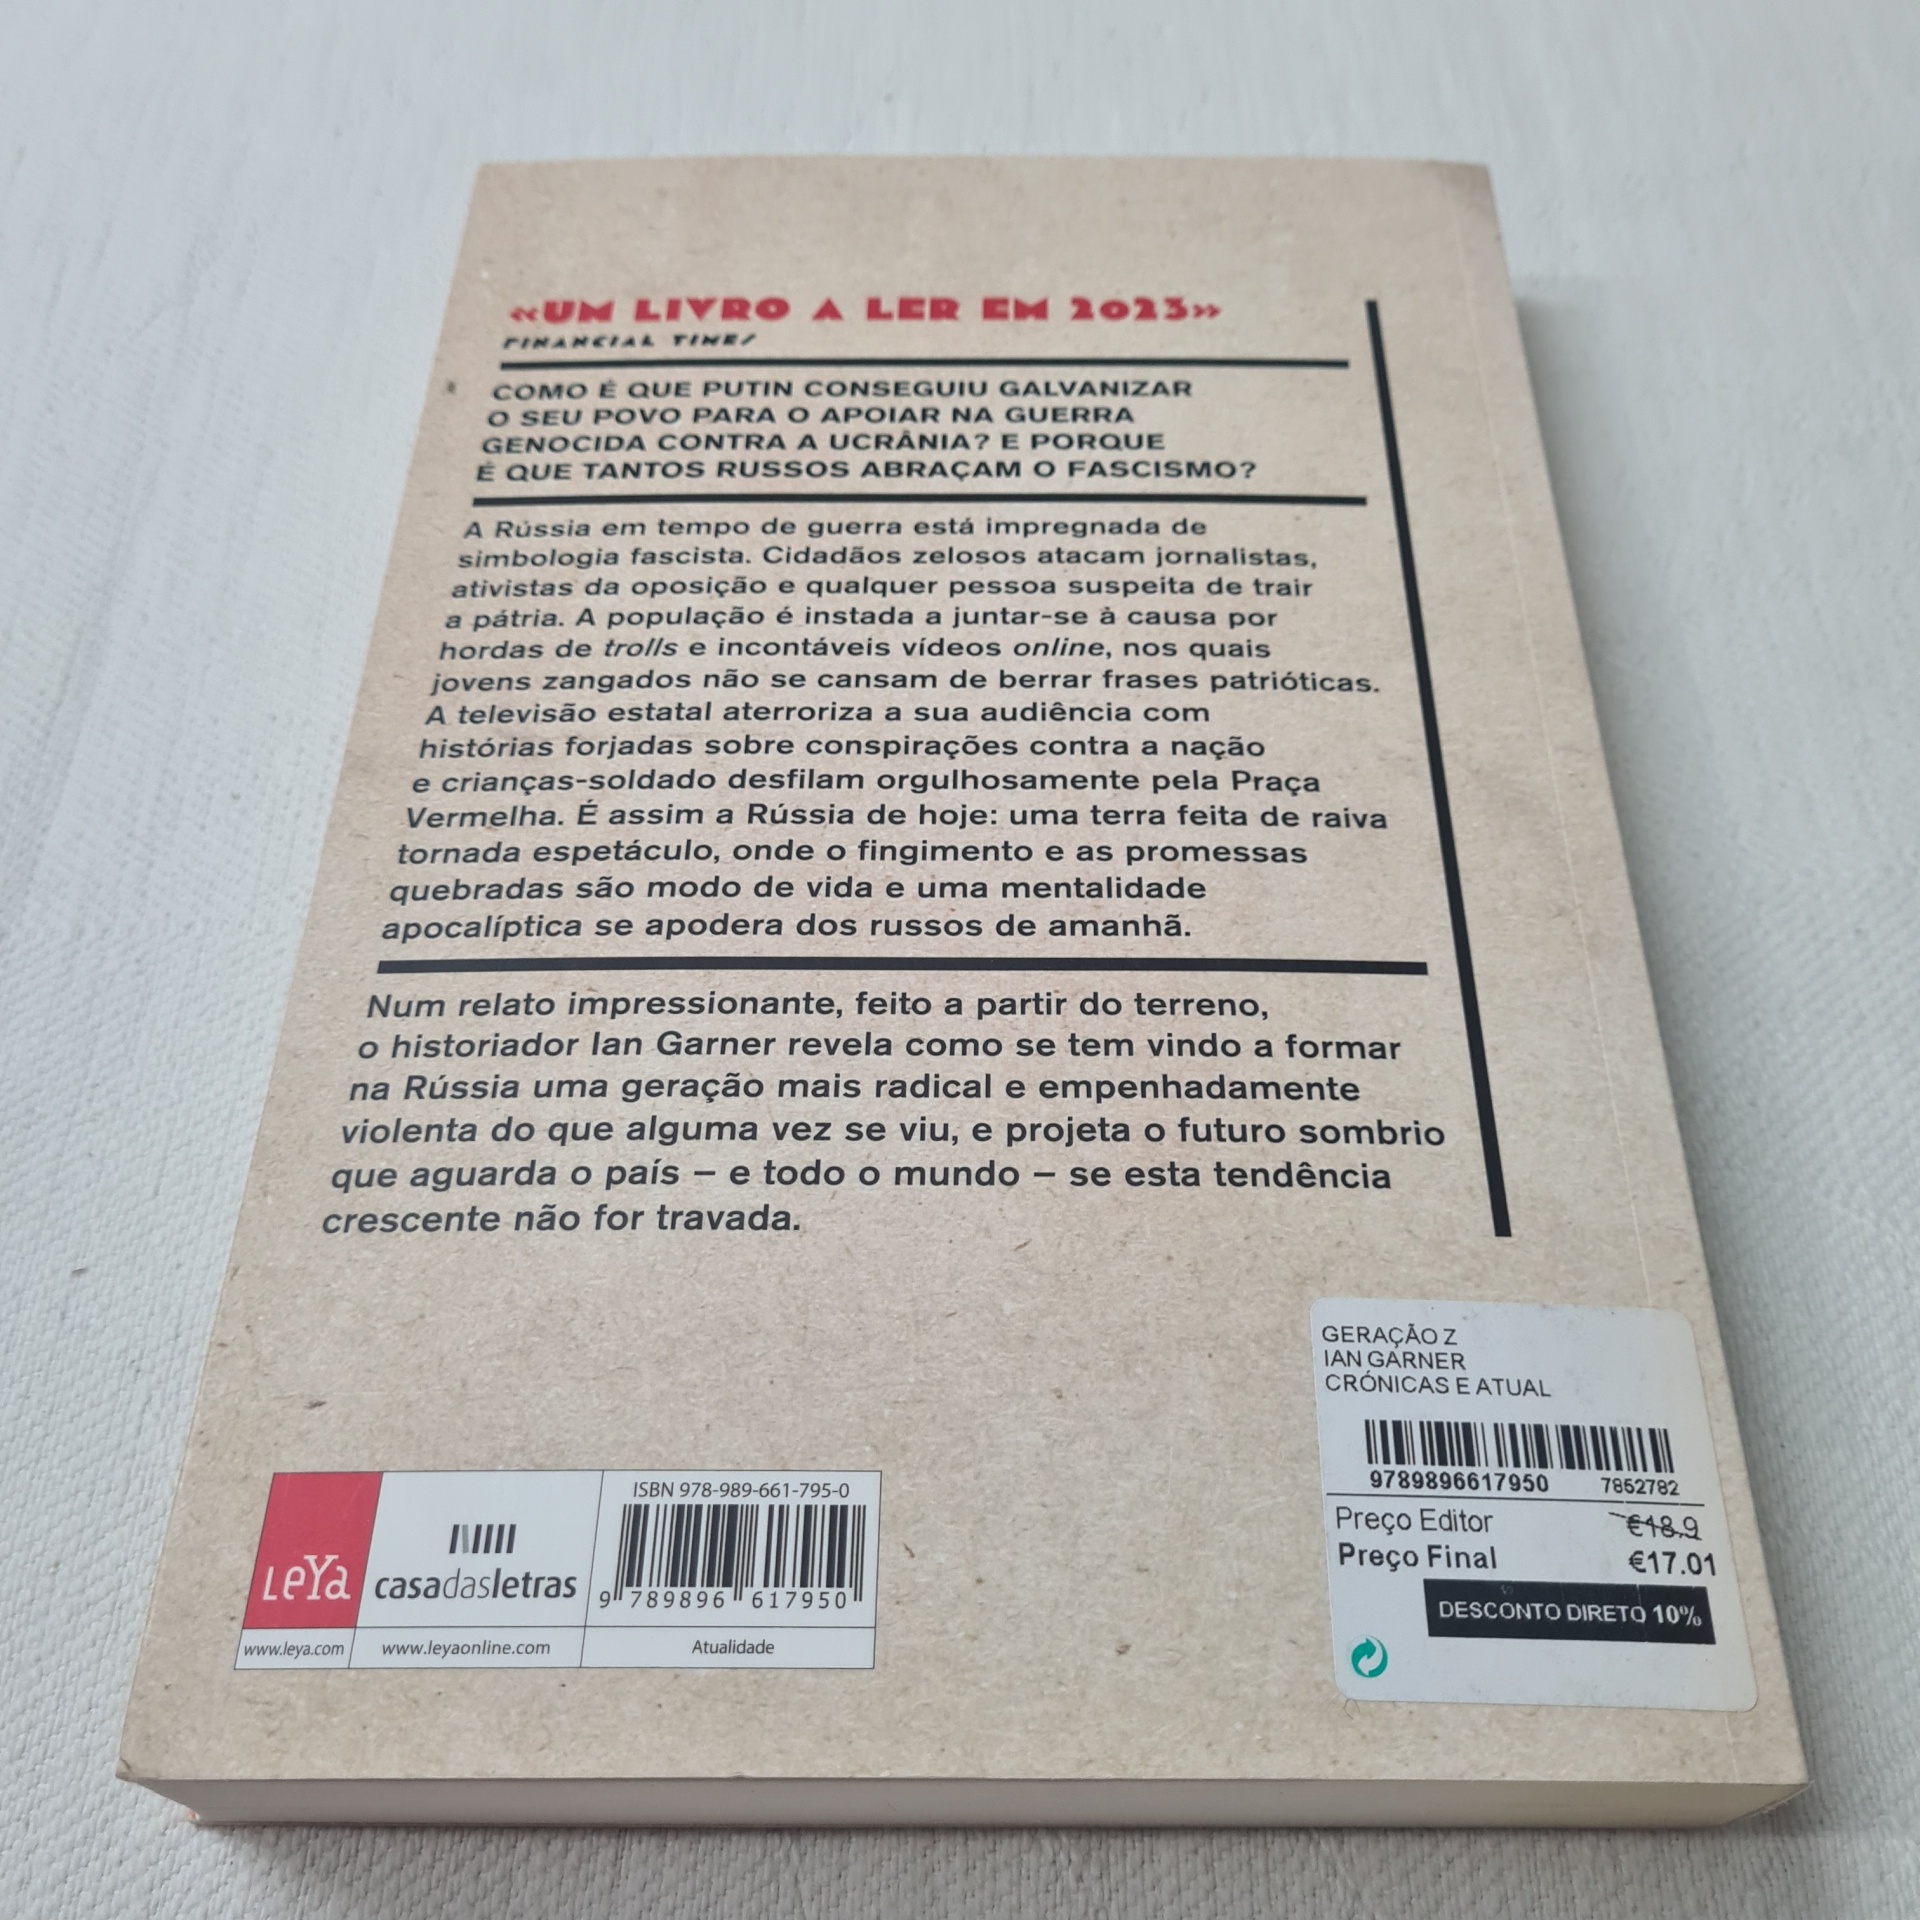 «UM LIVRO A LER EM 2023»
FINANCIAL TIMES
COMO É QUE PUTIN CONSEGUIU GALVANIZAR
O SEU POVO PARA O APOIAR NA GUERRA
GENOCIDA CONTRA A UCRÂNIA? E PORQUE
É QUE TANTOS RUSSOS ABRAÇAM O FASCISMO?
A Rússia em tempo de guerra está impregnada de
simbologia fascista. Cidadãos zelosos atacam jornalistas,
ativistas da oposição e qualquer pessoa suspeita de trair
a pátria. A população é instada a juntar-se à causa por
hordas de trolls e incontáveis vídeos online, nos quais
jovens zangados não se cansam de berrar frases patrióticas.
A televisão estatal aterroriza a sua audiência com
histórias forjadas sobre conspirações contra a nação
e crianças-soldado desfilam orgulhosamente pela Praça
Vermelha. É assim a Rússia de hoje: uma terra feita de raiva
tornada espetáculo, onde o fingimento e as promessas
quebradas são modo de vida e uma mentalidade
apocalíptica se apodera dos russos de amanhã.
Num relato impressionante, feito a partir do terreno,
o historiador Ian Garner revela como se tem vindo a formar
na Rússia uma geração mais radical e empenhadamente
violenta do que alguma vez se viu, e projeta o futuro sombrio
que aguarda o país – e todo o mundo – se esta tendência
crescente não for travada.
GERAÇÃO Z
IAN GARNER
CRÓNICAS E ATUAL
9789896617950 7852782
Preço Editor €18.9
Preço Final €17.01
DESCONTO DIRETO 10%
LeYa
casadasletras
ISBN 978-989-661-795-0
9 789896 617950
www.leya.com
www.leyaonline.com
Atualidade